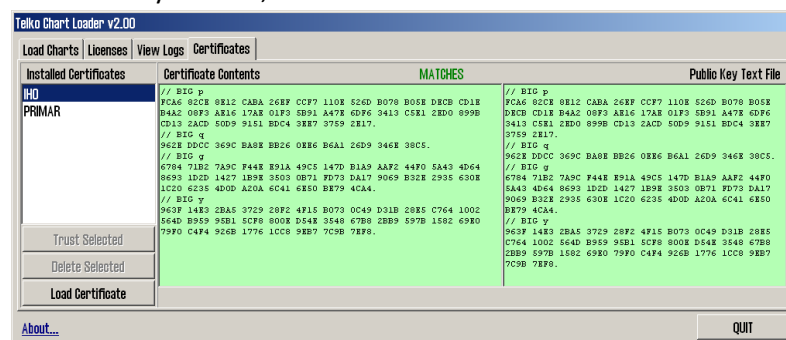 Telko Chart Loader v2.00
Load Charts Licenses View Logs Certificates
Installed Certificates
IHO
PRIMAR
Trust Selected
Delete Selected
Load Certificate
Certificate Contents MATCHES Public Key Text File
// BIG p
FCA6 82CE 8E12 CABA 26EF CCF7 110E 526D B078 B05E DECB CD1E
B4A2 08F3 AE16 17AE 01F3 5B91 A47E 6DF6 3413 C5E1 2ED0 899B
CD13 2ACD 50D9 9151 BDC4 3EE7 3759 2E17.
// BIG q
962E DDCC 369C BA8E BB26 0EE6 B6A1 26D9 346E 38C5.
// BIG g
6784 71B2 7A9C F44E E91A 49C5 147D B1A9 AAF2 44F0 5A43 4D64
8693 1D2D 1427 1B9E 3503 0B71 FD73 DA17 9069 B32E 2935 630E
1C20 6235 4D0D A20A 6C41 6E50 BE79 4CA4.
// BIG y
963F 14E3 2BA5 3729 28F2 4F15 B073 0C49 D31B 28E5 C764 1002
564D B959 95B1 5CF8 800E D54E 3548 67B8 2BB9 597B 1582 69E0
79F0 C4F4 926B 1776 1CC8 9EB7 7C9B 7EF8.
// BIG p
FCA6 82CE 8E12 CABA 26EF CCF7 110E 526D B078 B05E
DECB CD1E B4A2 08F3 AE16 17AE 01F3 5B91 A47E 6DF6
3413 C5E1 2ED0 899B CD13 2ACD 50D9 9151 BDC4 3EE7
3759 2E17.
// BIG q
962E DDCC 369C BA8E BB26 0EE6 B6A1 26D9 346E 38C5.
// BIG g
6784 71B2 7A9C F44E E91A 49C5 147D B1A9 AAF2 44F0
5A43 4D64 8693 1D2D 1427 1B9E 3503 0B71 FD73 DA17
9069 B32E 2935 630E 1C20 6235 4D0D A20A 6C41 6E50
BE79 4CA4.
// BIG y
963F 14E3 2BA5 3729 28F2 4F15 B073 0C49 D31B 28E5
C764 1002 564D B959 95B1 5CF8 800E D54E 3548 67B8
2BB9 597B 1582 69E0 79F0 C4F4 926B 1776 1CC8 9EB7
7C9B 7EF8.
About...
QUIT